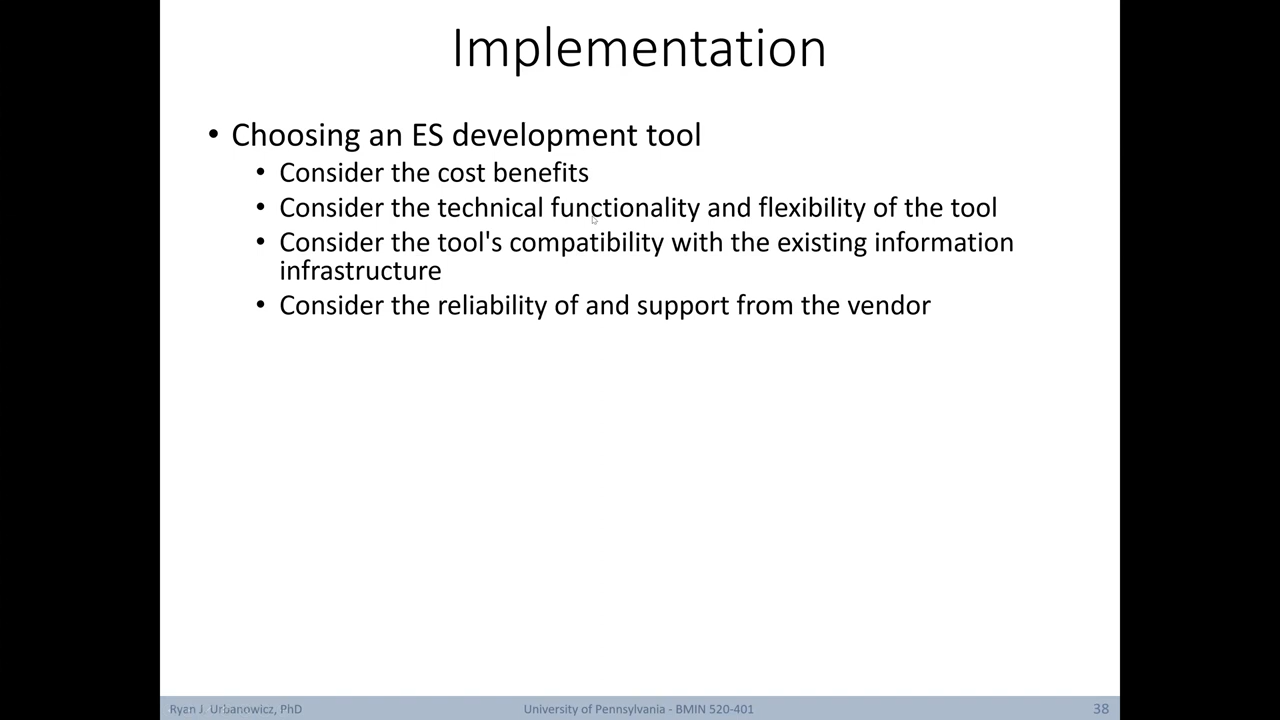 Implementation
• Choosing an ES development tool
• Consider the cost benefits
• Consider the technical functionality and flexibility of the tool
• Consider the tool's compatibility with the existing information
infrastructure
• Consider the reliability of and support from the vendor
Ryan J. Urbanowicz, PhD
University of Pennsylvania - BMIN 520-401
38